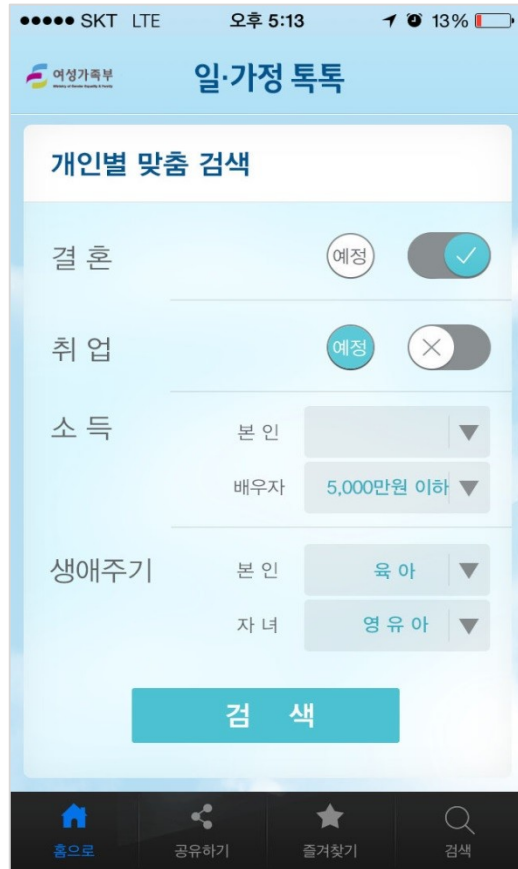 SKT LTE 오후 5:13 13%
여성가족부 일·가정 톡톡
개인별 맞춤 검색
결 혼 예정
취 업 예정
소 득 본 인
배우자 5,000만원 이하
생애주기 본 인 육 아
자 녀 영 유 아
검 색
홈으로 공유하기 즐겨찾기 검색